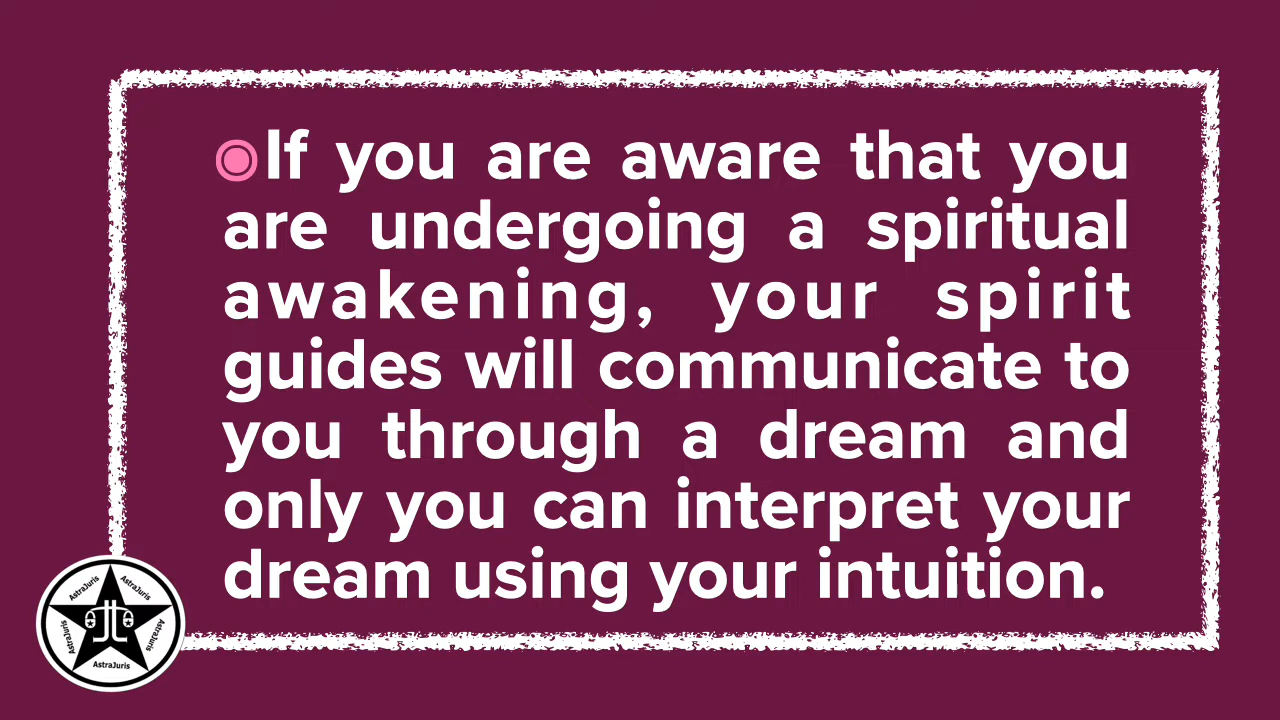 If you are aware that you
are undergoing a spiritual
awakening, your spirit
guides will communicate to
you through a dream and
only you can interpret your
dream using your intuition.
AstraJuris
AstraJuris
AstraJuris
AstraJuris
AstraJuris